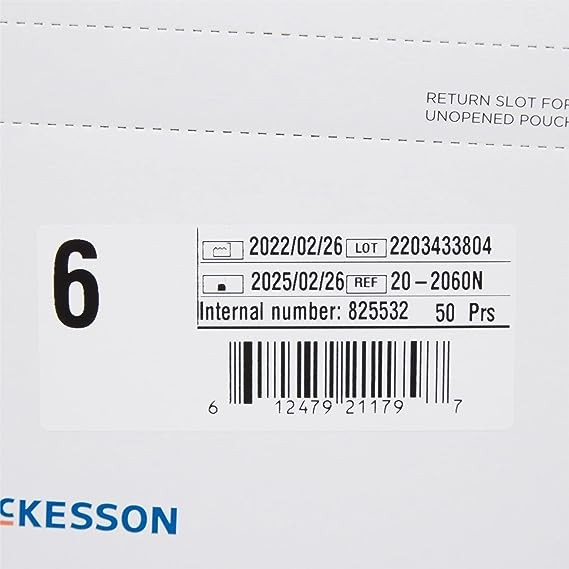 RETURN SLOT FOR
UNOPENED POUCH
6
2022/02/26 LOT 2203433804
2025/02/26 REF 20-2060N
Internal number: 825532 50 Prs
6 12479 21179 7
CKESSON